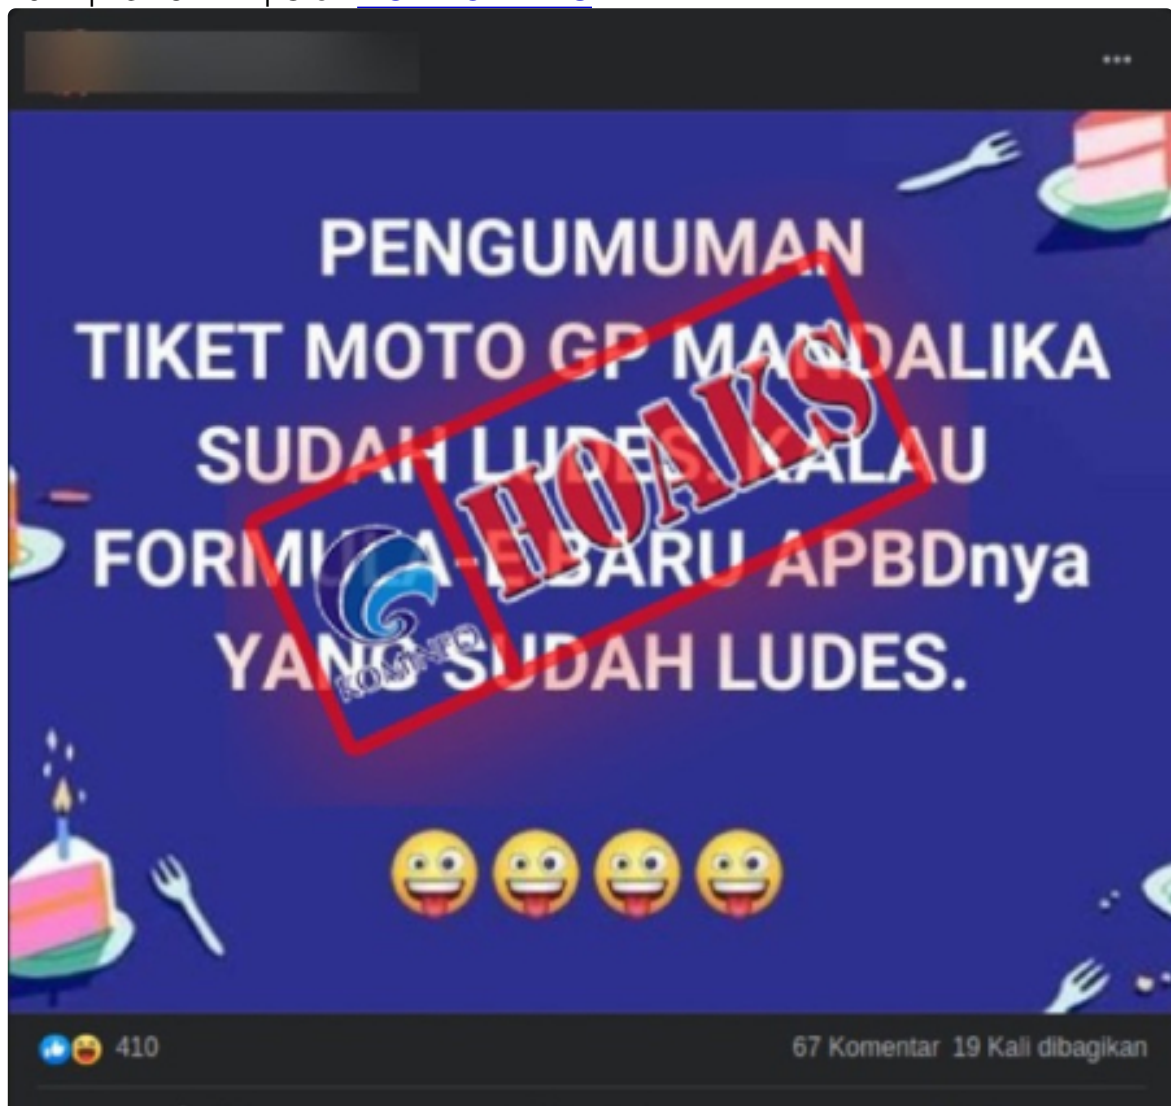 PENGUMUMAN
TIKET MOTO GP MANDALIKA
SUDAH LUDES. KALAU
FORMULA-E BARU APBDnya
YANG SUDAH LUDES.
HOAKS
KOMINFO
410
67 Komentar 19 Kali dibagikan